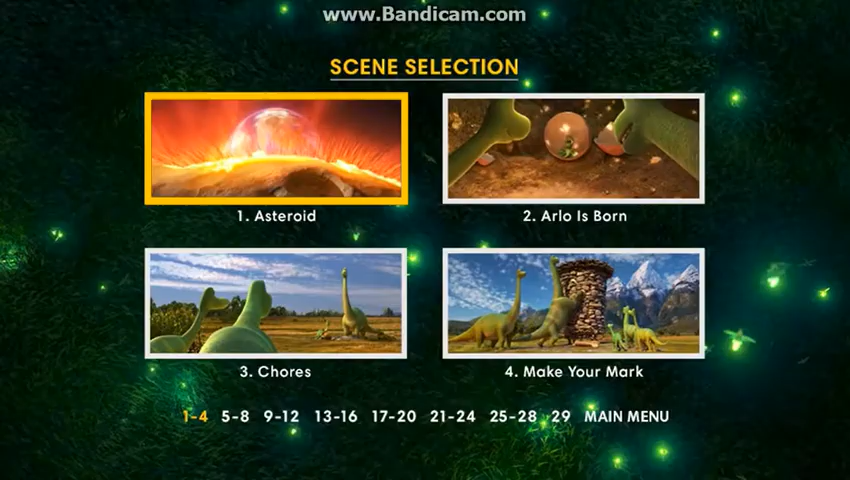 www.Bandicam.com
SCENE SELECTION
1. Asteroid
2. Arlo Is Born
3. Chores
4. Make Your Mark
1-4 5-8 9-12 13-16 17-20 21-24 25-28 29 MAIN MENU